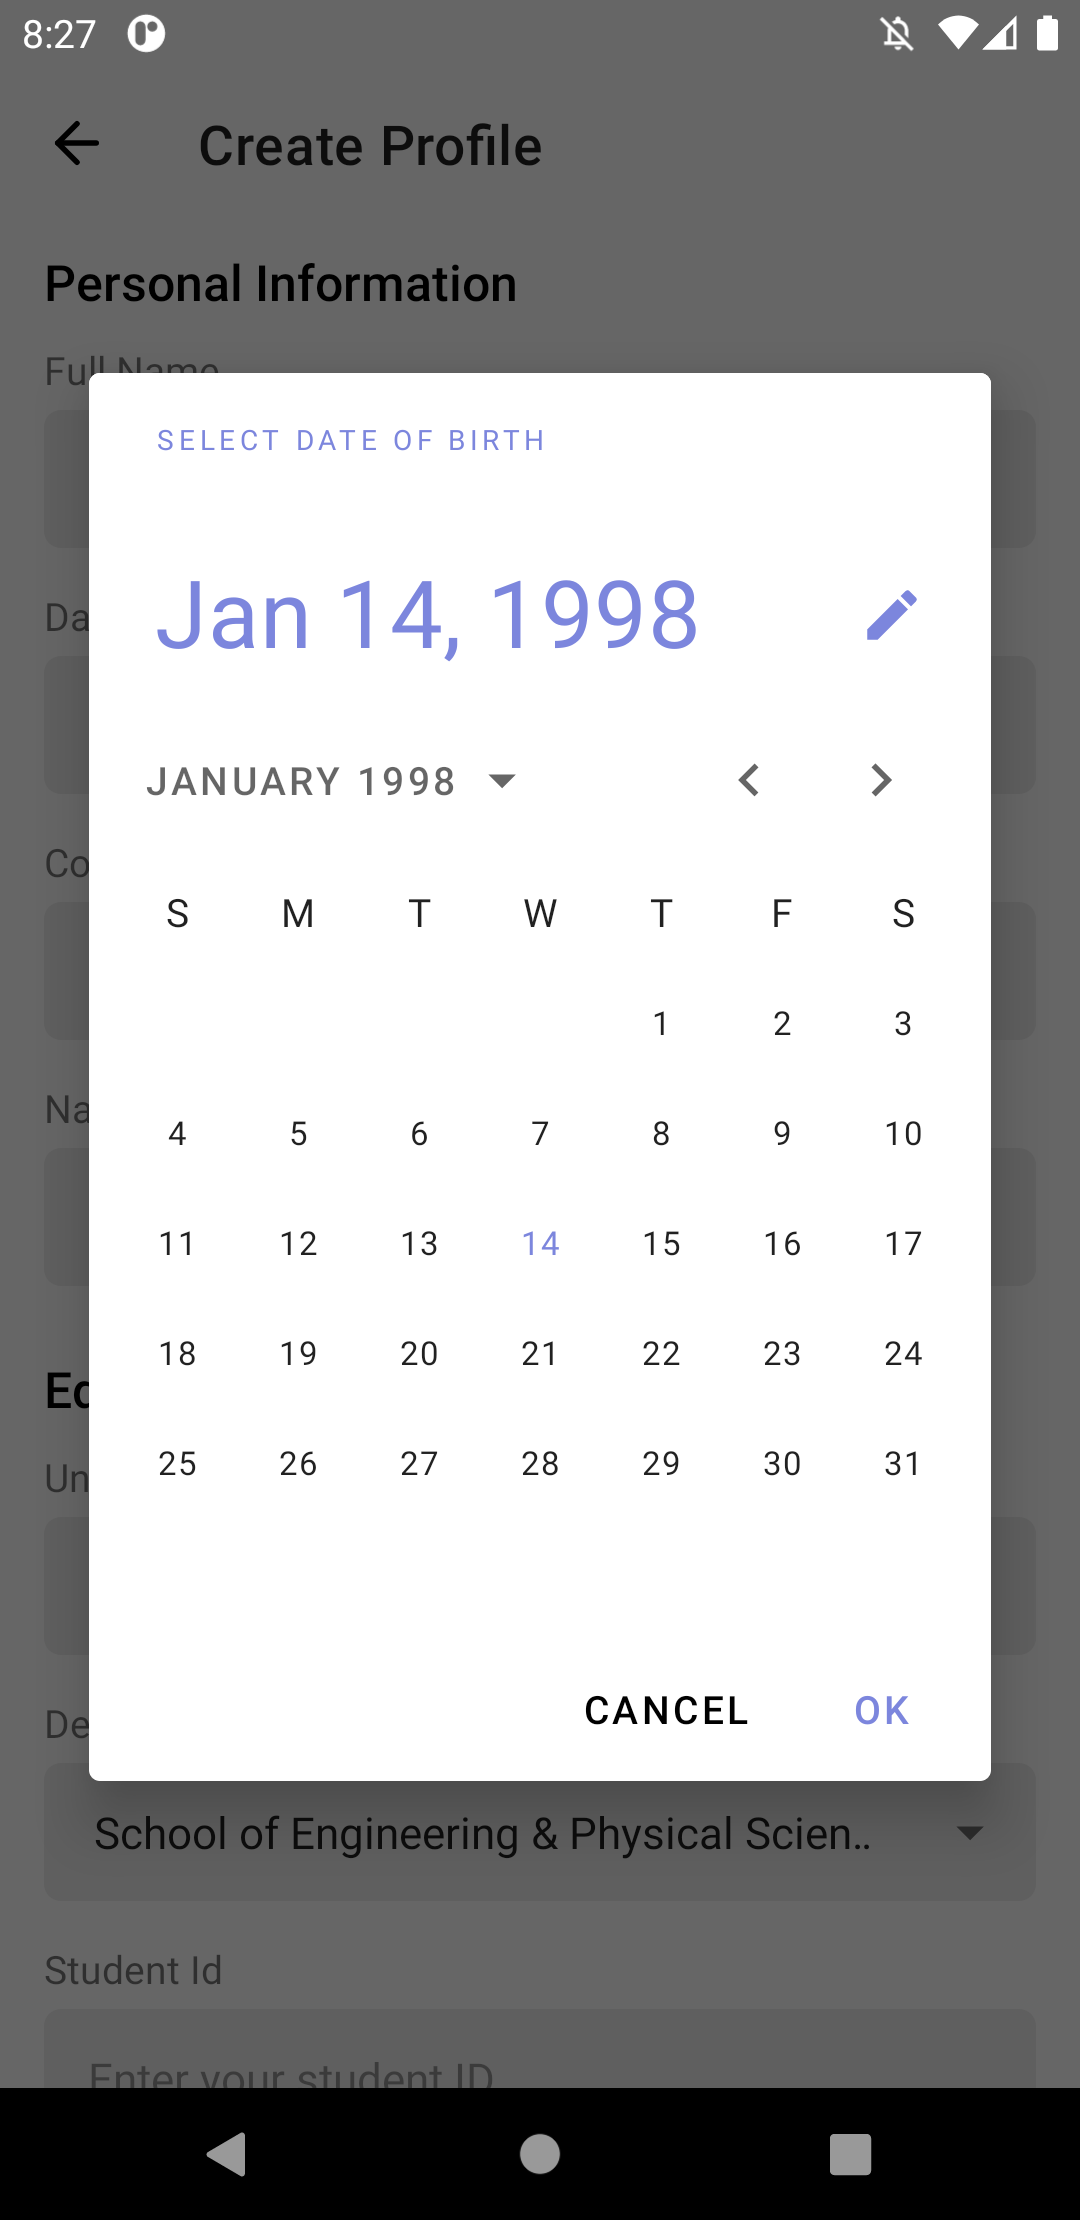 8:27
Create Profile
Personal Information
Full Name
SELECT DATE OF BIRTH
Da
Jan 14, 1998
JANUARY 1998
Co
S M T W T F S
1 2 3
Na
4 5 6 7 8 9 10
11 12 13 14 15 16 17
18 19 20 21 22 23 24
Ed
25 26 27 28 29 30 31
Un
De
CANCEL OK
School of Engineering & Physical Scien..
Student Id
Enter your student ID